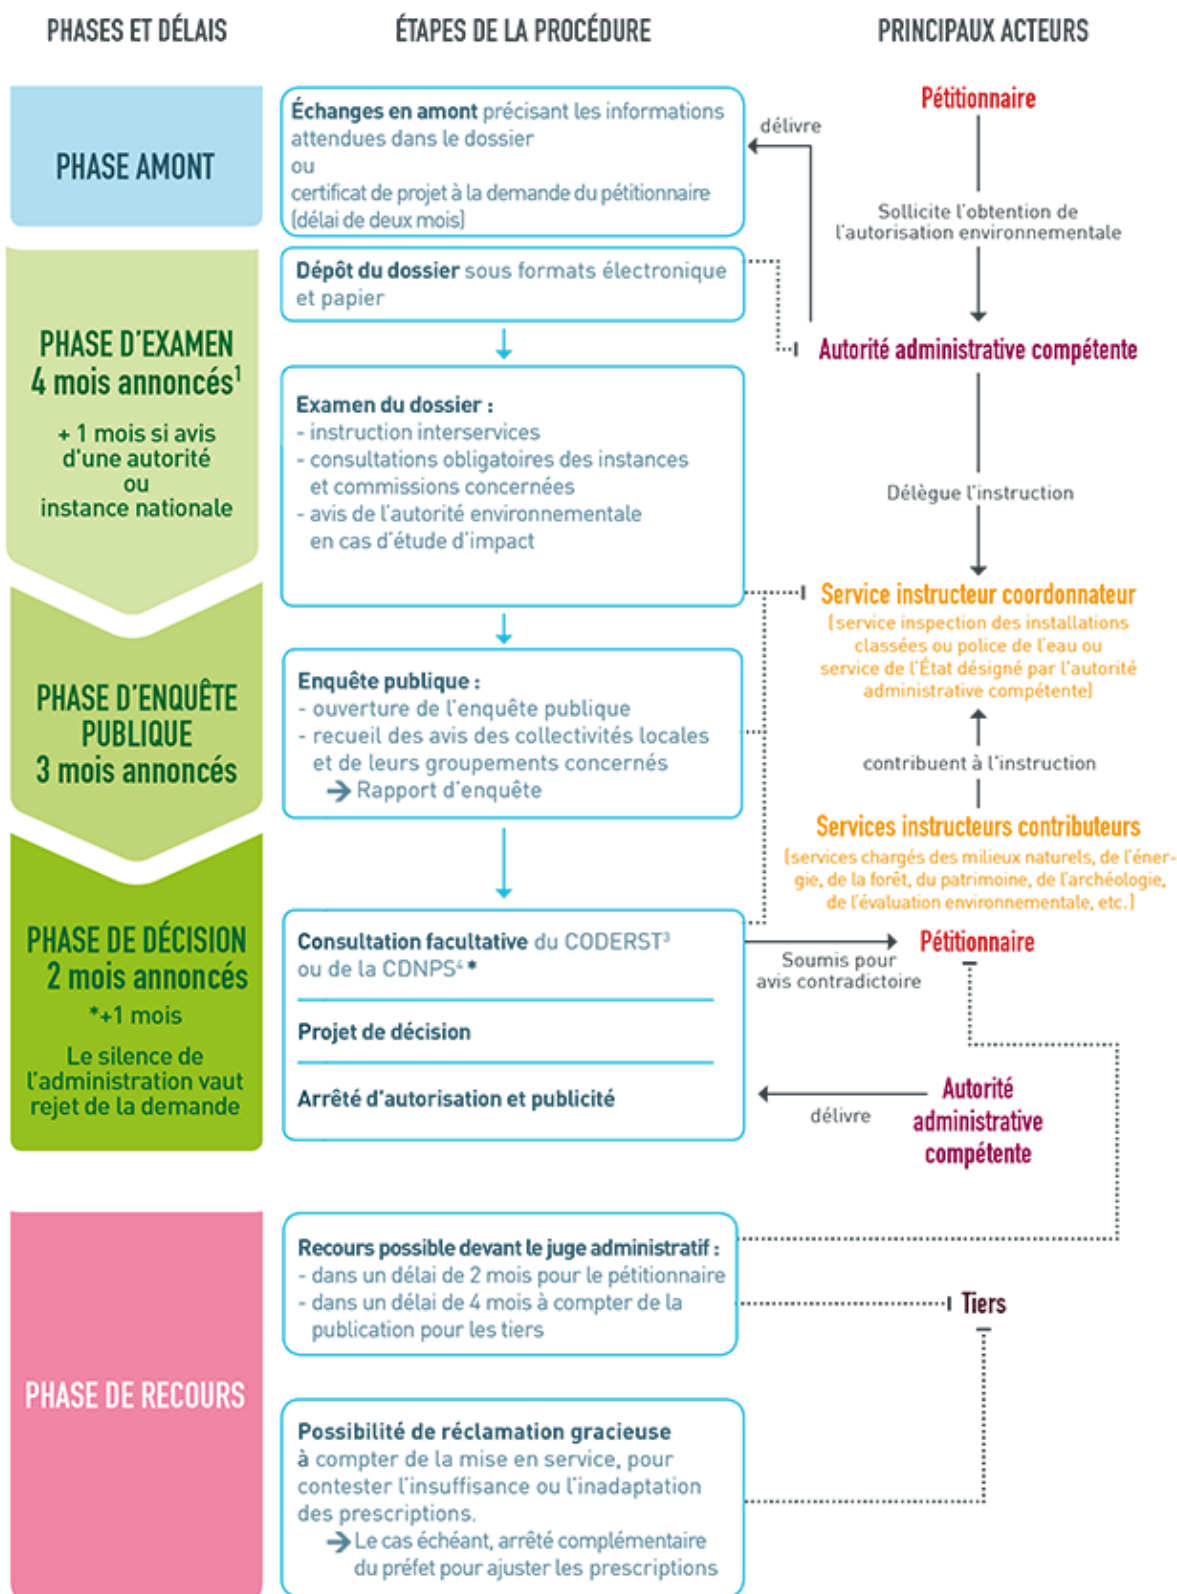 PHASES ET DÉLAIS
ÉTAPES DE LA PROCÉDURE
PRINCIPAUX ACTEURS
PHASE AMONT
Échanges en amont précisant les informations
attendues dans le dossier
ou
certificat de projet à la demande du pétitionnaire
(délai de deux mois)
délivre
Pétitionnaire
Sollicite l'obtention de
l'autorisation environnementale
PHASE D'EXAMEN
4 mois annoncés¹
+ 1 mois si avis
d'une autorité
ou
instance nationale
Dépôt du dossier sous formats électronique
et papier
Autorité administrative compétente
Examen du dossier :
- instruction interservices
- consultations obligatoires des instances
et commissions concernées
- avis de l'autorité environnementale
en cas d'étude d'impact
Délègue l'instruction
Service instructeur coordonnateur
(service inspection des installations
classées ou police de l'eau ou
service de l'État désigné par l'autorité
administrative compétente)
PHASE D'ENQUÊTE
PUBLIQUE
3 mois annoncés
Enquête publique :
- ouverture de l'enquête publique
- recueil des avis des collectivités locales
et de leurs groupements concernés
→ Rapport d'enquête
contribuent à l'instruction
Services instructeurs contributeurs
(services chargés des milieux naturels, de l'éner-
gie, de la forêt, du patrimoine, de l'archéologie,
de l'évaluation environnementale, etc.)
PHASE DE DÉCISION
2 mois annoncés
*+1 mois
Le silence de
l'administration vaut
rejet de la demande
Consultation facultative du CODERST³
ou de la CDNPS⁴ *
Projet de décision
Arrêté d'autorisation et publicité
Soumis pour
avis contradictoire
Pétitionnaire
délivre
Autorité
administrative
compétente
PHASE DE RECOURS
Recours possible devant le juge administratif :
- dans un délai de 2 mois pour le pétitionnaire
- dans un délai de 4 mois à compter de la
publication pour les tiers
Tiers
Possibilité de réclamation gracieuse
à compter de la mise en service, pour
contester l'insuffisance ou l'inadaptation
des prescriptions.
→ Le cas échéant, arrêté complémentaire
du préfet pour ajuster les prescriptions